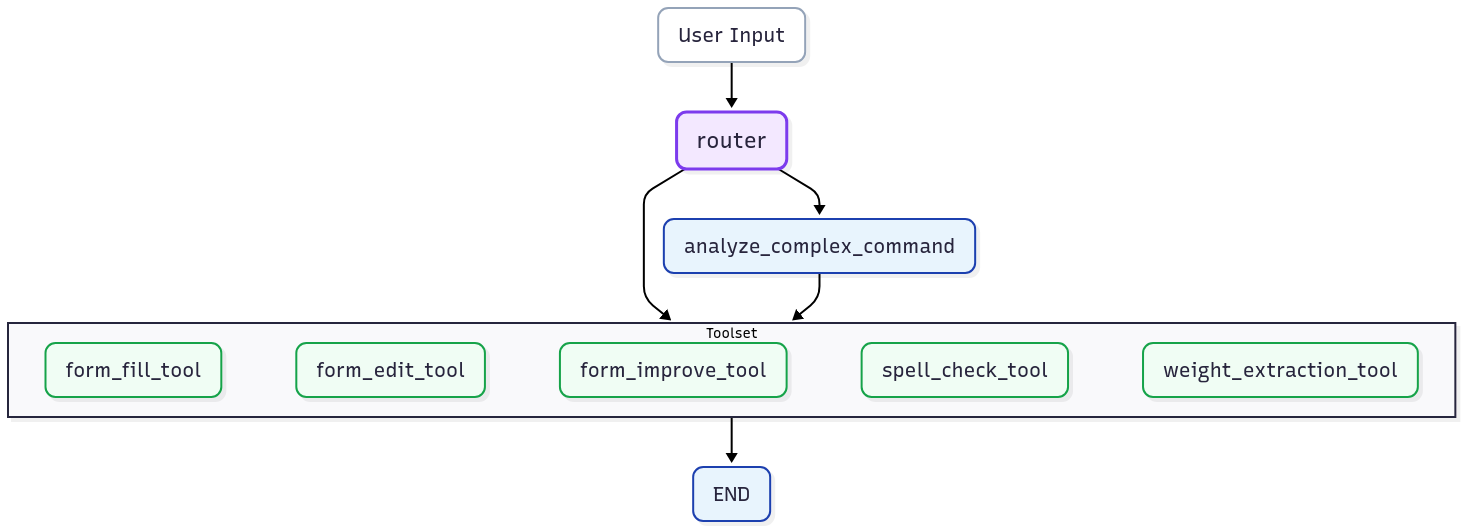 User Input
router
analyze_complex_command
Toolset
form_fill_tool
form_edit_tool
form_improve_tool
spell_check_tool
weight_extraction_tool
END